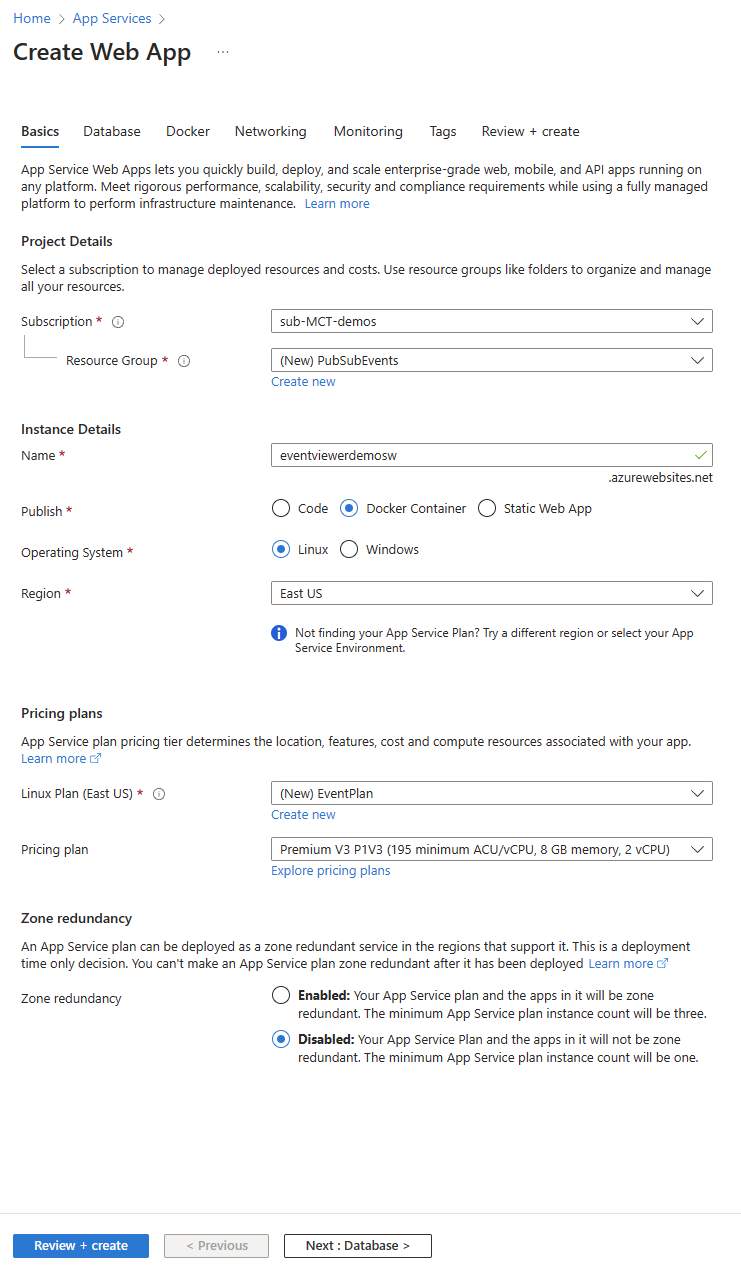 Home > App Services >
Create Web App ...
Basics Database Docker Networking Monitoring Tags Review + create
App Service Web Apps lets you quickly build, deploy, and scale enterprise-grade web, mobile, and API apps running on
any platform. Meet rigorous performance, scalability, security and compliance requirements while using a fully managed
platform to perform infrastructure maintenance. Learn more
Project Details
Select a subscription to manage deployed resources and costs. Use resource groups like folders to organize and manage
all your resources.
Subscription * sub-MCT-demos
Resource Group * (New) PubSubEvents
Create new
Instance Details
Name * eventviewerdemosw
.azurewebsites.net
Publish * Code Docker Container Static Web App
Operating System * Linux Windows
Region * East US
Not finding your App Service Plan? Try a different region or select your App
Service Environment.
Pricing plans
App Service plan pricing tier determines the location, features, cost and compute resources associated with your app.
Learn more
Linux Plan (East US) * (New) EventPlan
Create new
Pricing plan Premium V3 P1V3 (195 minimum ACU/vCPU, 8 GB memory, 2 vCPU)
Explore pricing plans
Zone redundancy
An App Service plan can be deployed as a zone redundant service in the regions that support it. This is a deployment
time only decision. You can't make an App Service plan zone redundant after it has been deployed Learn more
Zone redundancy Enabled: Your App Service plan and the apps in it will be zone
redundant. The minimum App Service plan instance count will be three.
Disabled: Your App Service Plan and the apps in it will not be zone
redundant. The minimum App Service plan instance count will be one.
Review + create < Previous Next : Database >